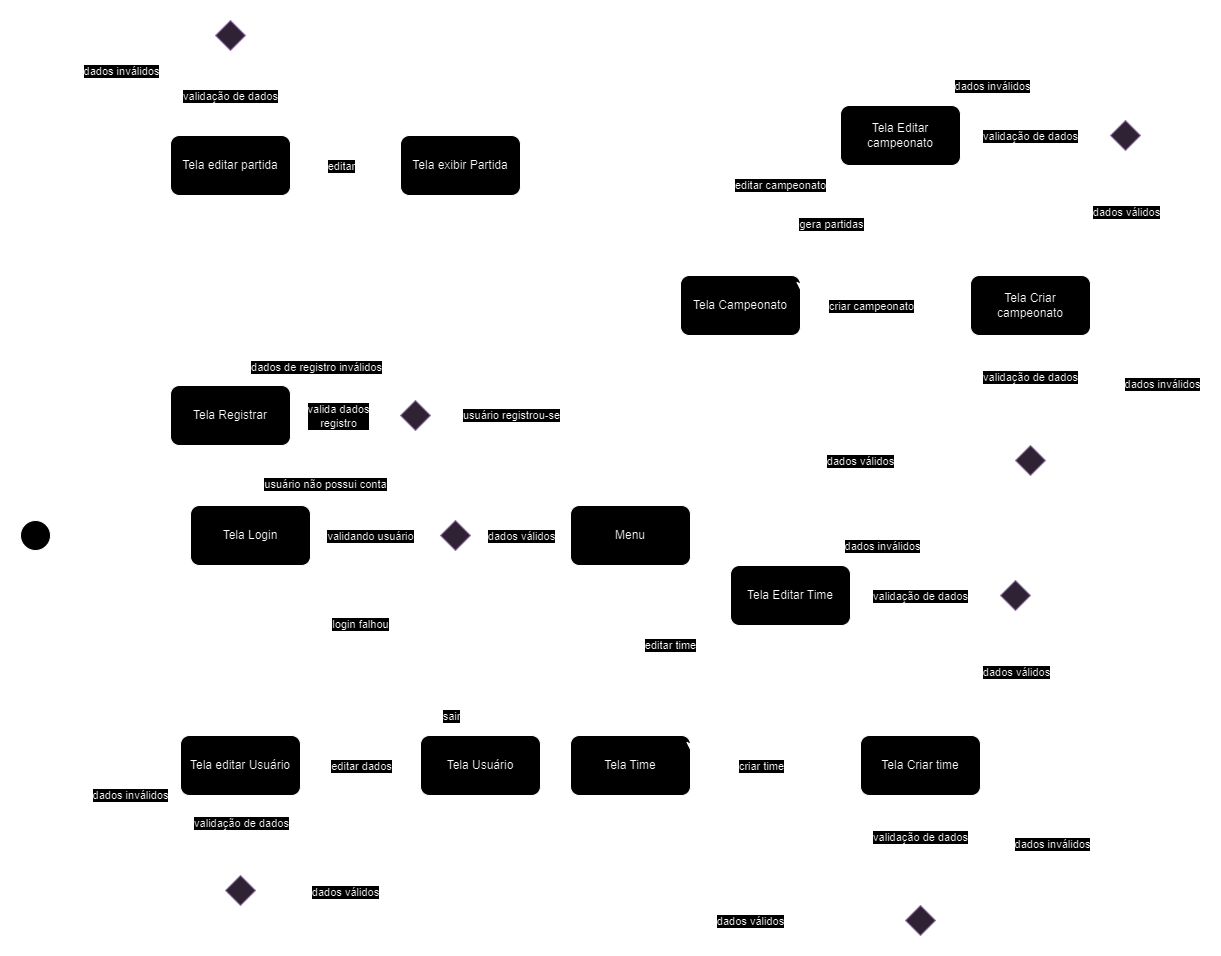 dados inválidos
validação de dados
Tela editar partida
editar
Tela exibir Partida
dados inválidos
Tela Editar
campeonato
validação de dados
editar campeonato
gera partidas
dados válidos
Tela Campeonato
criar campeonato
Tela Criar
campeonato
validação de dados
dados inválidos
dados de registro inválidos
Tela Registrar
valida dados
registro
usuário registrou-se
dados válidos
usuário não possui conta
Tela Login
validando usuário
dados válidos
Menu
dados inválidos
Tela Editar Time
validação de dados
login falhou
editar time
dados válidos
sair
Tela editar Usuário
editar dados
Tela Usuário
Tela Time
criar time
Tela Criar time
dados inválidos
validação de dados
validação de dados
dados inválidos
dados válidos
dados válidos